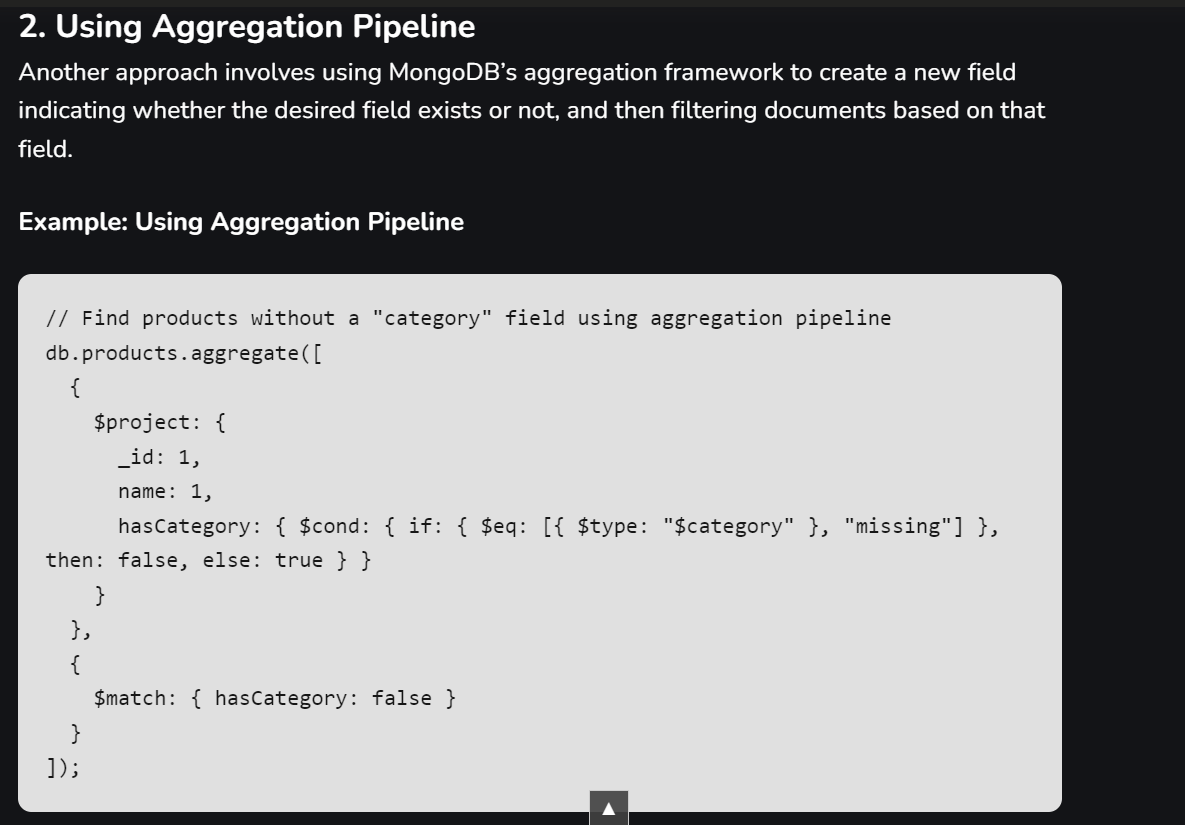 2. Using Aggregation Pipeline
Another approach involves using MongoDB’s aggregation framework to create a new field
indicating whether the desired field exists or not, and then filtering documents based on that
field.
Example: Using Aggregation Pipeline
// Find products without a "category" field using aggregation pipeline
db.products.aggregate([
  {
    $project: {
      _id: 1,
      name: 1,
      hasCategory: { $cond: { if: { $eq: [{ $type: "$category" }, "missing"] },
then: false, else: true } }
    }
  },
  {
    $match: { hasCategory: false }
  }
]);